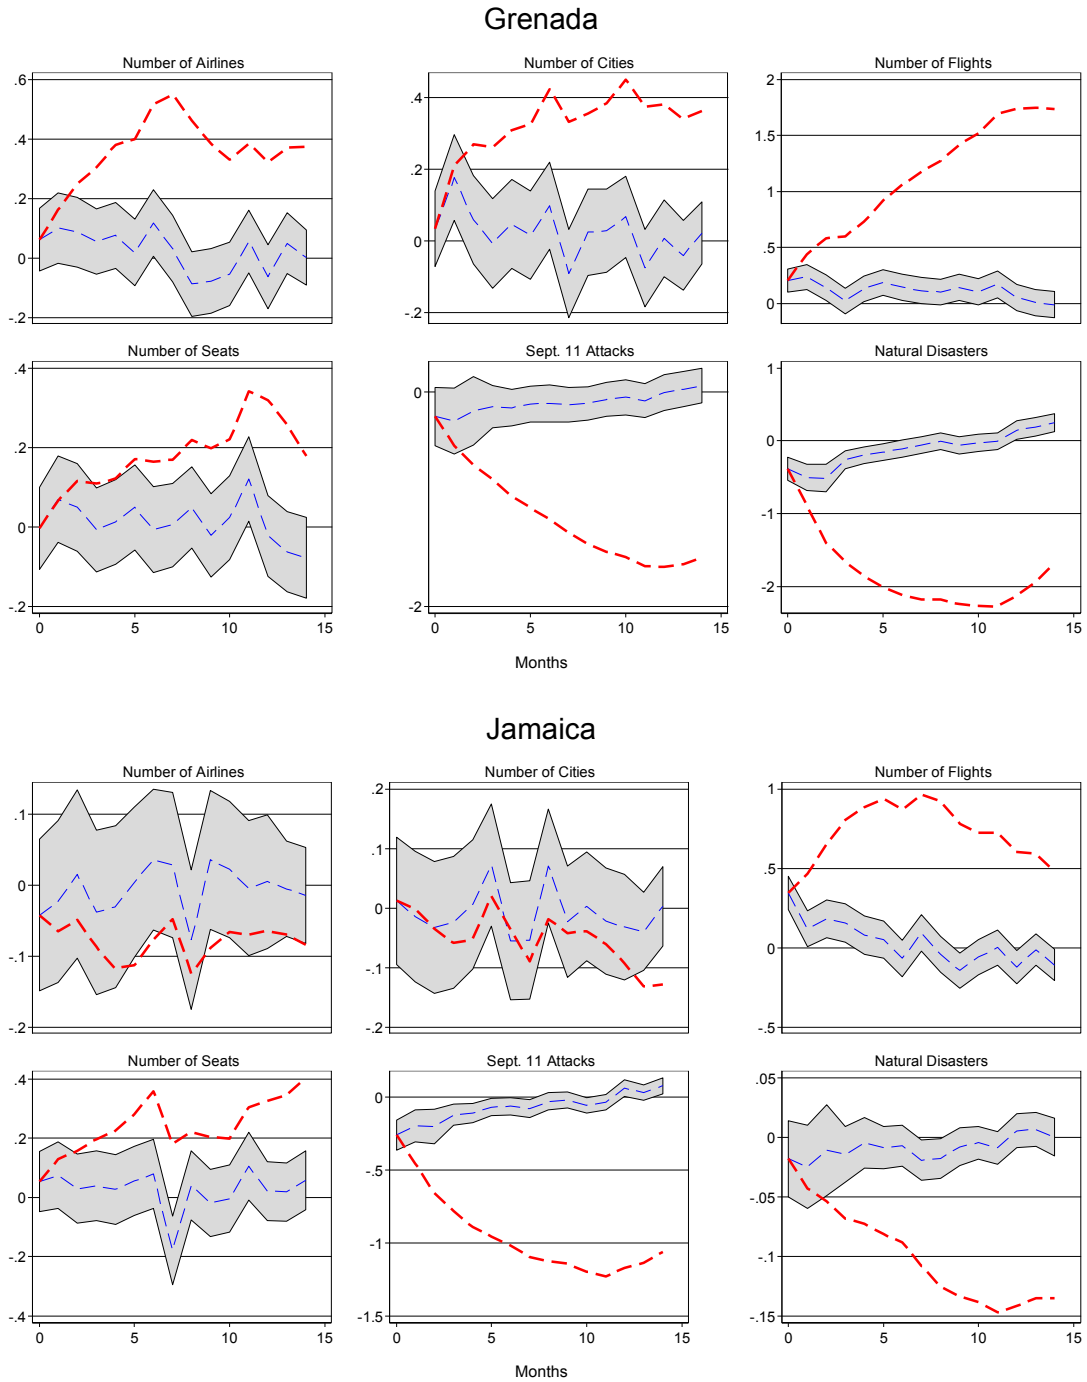 Grenada
Number of Airlines
Number of Cities
Number of Flights
.6
.4
.2
0
-.2
.4
.2
0
-.2
2
1.5
1
.5
0
Number of Seats
Sept. 11 Attacks
Natural Disasters
.4
.2
0
-.2
0
-2
1
0
-1
-2
0 5 10 15
0 5 10 15
0 5 10 15
Months
Jamaica
Number of Airlines
Number of Cities
Number of Flights
.1
0
-.1
-.2
.2
.1
0
-.1
-.2
1
.5
0
-.5
Number of Seats
Sept. 11 Attacks
Natural Disasters
.4
.2
0
-.2
-.4
0
-.5
-1
-1.5
.05
0
-.05
-.1
-.15
0 5 10 15
0 5 10 15
0 5 10 15
Months